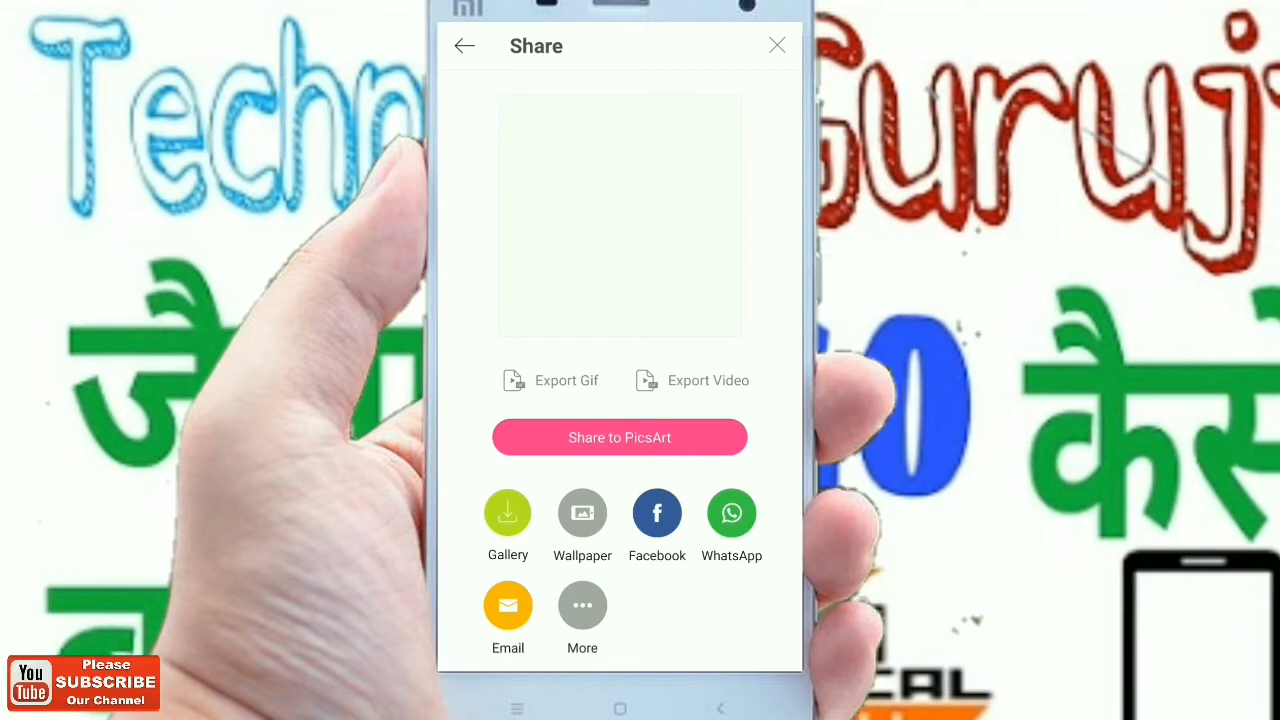 mi
Share
Techn
Guruj
Export Gif
Export Video
Share to PicsArt
कैसे
Gallery
Wallpaper
Facebook
WhatsApp
Email
More
You
Tube
Please
SUBSCRIBE
Our Channel